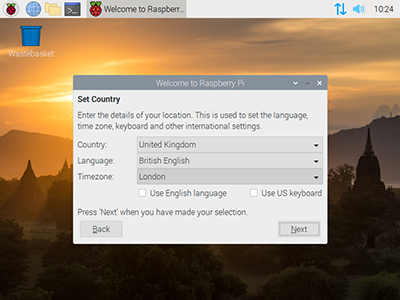 Welcome to Raspberr...
10:24
Wastebasket
Welcome to Raspberry Pi
Set Country
Enter the details of your location. This is used to set the language,
time zone, keyboard and other international settings.
Country: United Kingdom
Language: British English
Timezone: London
Use English language Use US keyboard
Press 'Next' when you have made your selection.
Back Next